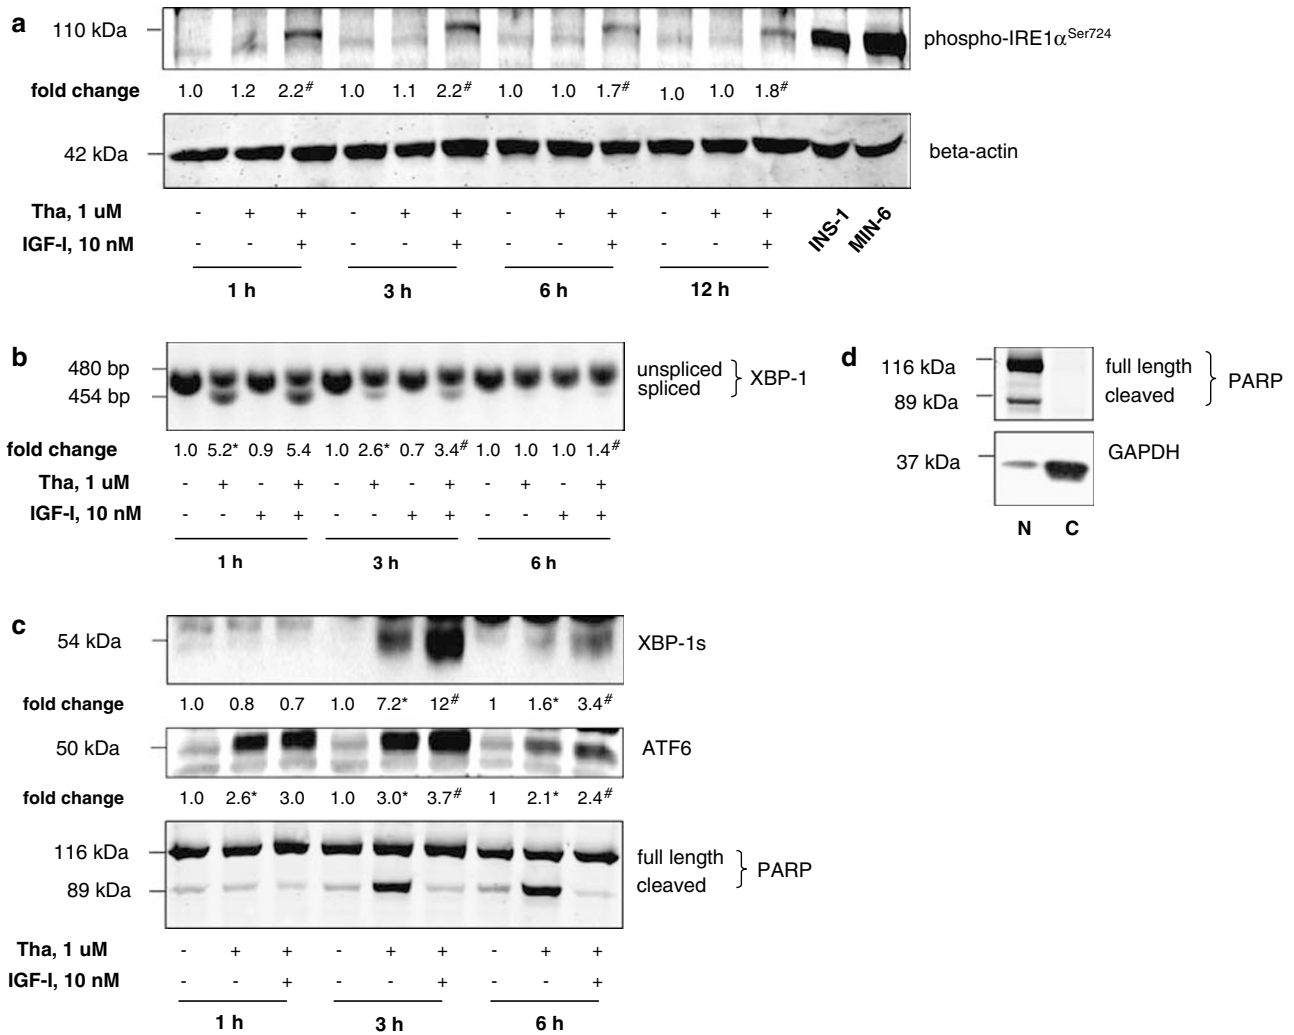 a
110 kDa
phospho-IRE1α^Ser724
fold change 1.0 1.2 2.2# 1.0 1.1 2.2# 1.0 1.0 1.7# 1.0 1.0 1.8#
42 kDa
beta-actin
Tha, 1 uM - + + - + + - + + - + +
IGF-I, 10 nM - - + - - + - - + - - +
INS-1 MIN-6
1 h 3 h 6 h 12 h
b
480 bp
454 bp
unspliced
spliced
XBP-1
fold change 1.0 5.2* 0.9 5.4 1.0 2.6* 0.7 3.4# 1.0 1.0 1.0 1.4#
Tha, 1 uM - + - + - + - + - + - +
IGF-I, 10 nM - - + + - - + + - - + +
1 h 3 h 6 h
d
116 kDa
89 kDa
full length
cleaved
PARP
37 kDa
GAPDH
N C
c
54 kDa
XBP-1s
fold change 1.0 0.8 0.7 1.0 7.2* 12# 1 1.6* 3.4#
50 kDa
ATF6
fold change 1.0 2.6* 3.0 1.0 3.0* 3.7# 1 2.1* 2.4#
116 kDa
89 kDa
full length
cleaved
PARP
Tha, 1 uM - + + - + + - + +
IGF-I, 10 nM - - + - - + - - +
1 h 3 h 6 h